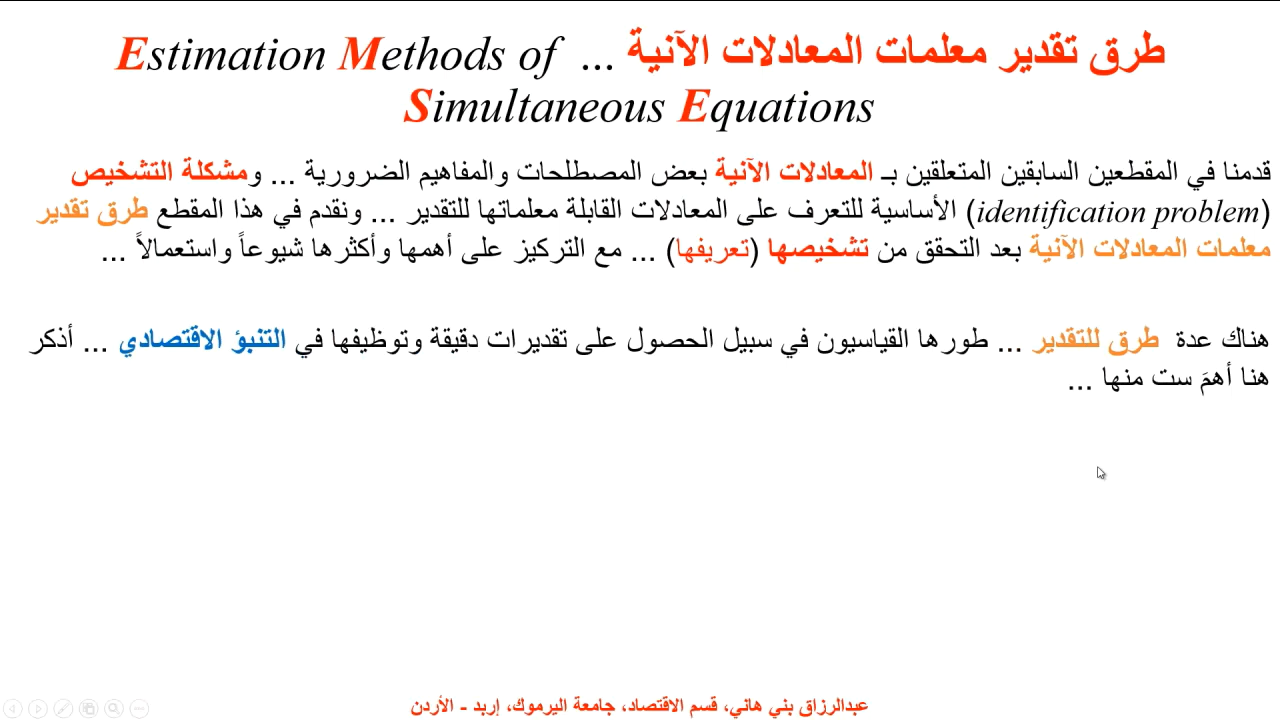 طرق تقدير معلمات المعادلات الآنية ... Estimation Methods of
Simultaneous Equations
قدمنا في المقطعين السابقين المتعلقين بـ المعادلات الآنية بعض المصطلحات والمفاهيم الضرورية ... ومشكلة التشخيص
(identification problem) الأساسية للتعرف على المعادلات القابلة معلماتها للتقدير ... ونقدم في هذا المقطع طرق تقدير
معلمات المعادلات الآنية بعد التحقق من تشخيصها (تعريفها) ... مع التركيز على أهمها وأكثرها شيوعاً واستعمالاً ...
هناك عدة طرق للتقدير ... طورها القياسيون في سبيل الحصول على تقديرات دقيقة وتوظيفها في التنبؤ الاقتصادي ... أذكر
هنا أهمَ ست منها ...
عبدالرزاق بني هاني، قسم الاقتصاد، جامعة اليرموك، إربد - الأردن